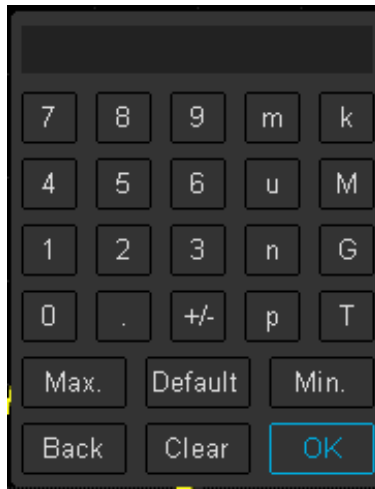 7 8 9 m k
4 5 6 u M
1 2 3 n G
0 . +/- p T
Max. Default Min.
Back Clear OK